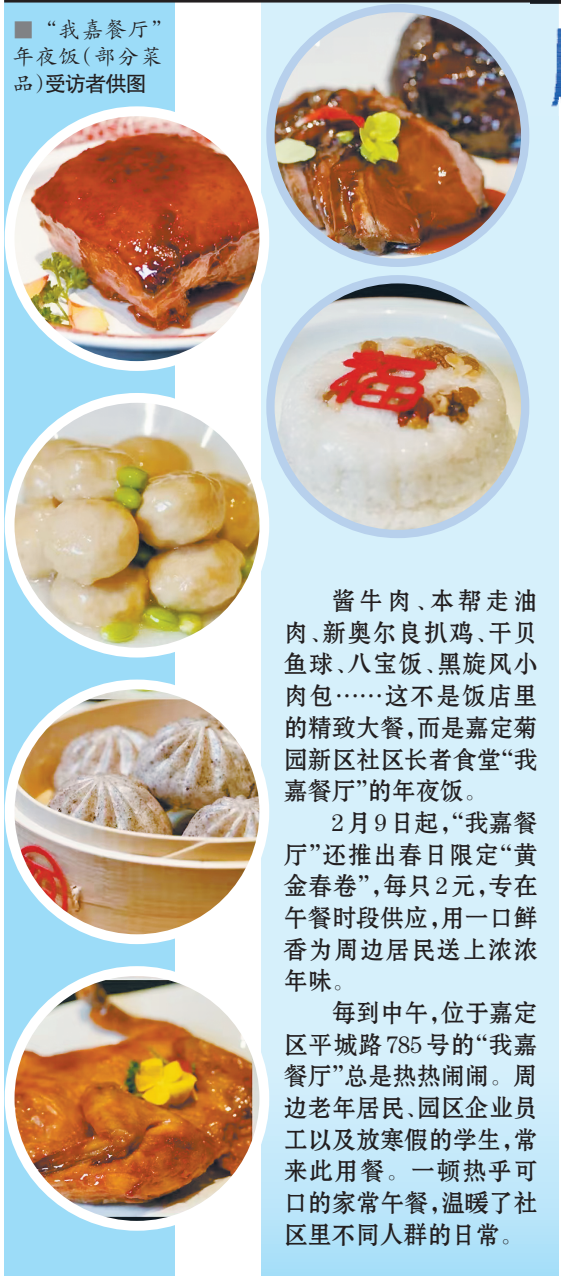 ■ “我嘉餐厅”
年夜饭(部分菜
品)受访者供图
福
酱牛肉、本帮走油
肉、新奥尔良扒鸡、干贝
鱼球、八宝饭、黑旋风小
肉包……这不是饭店里
的精致大餐,而是嘉定菊
园新区社区长者食堂“我
嘉餐厅”的年夜饭。
2月9日起,“我嘉餐
厅”还推出春日限定“黄
金春卷”,每只2元,专在
午餐时段供应,用一口鲜
香为周边居民送上浓浓
年味。
每到中午,位于嘉定
区平城路785号的“我嘉
餐厅”总是热热闹闹。周
边老年居民、园区企业员
工以及放寒假的学生,常
来此用餐。一顿热乎可
口的家常午餐,温暖了社
区里不同人群的日常。